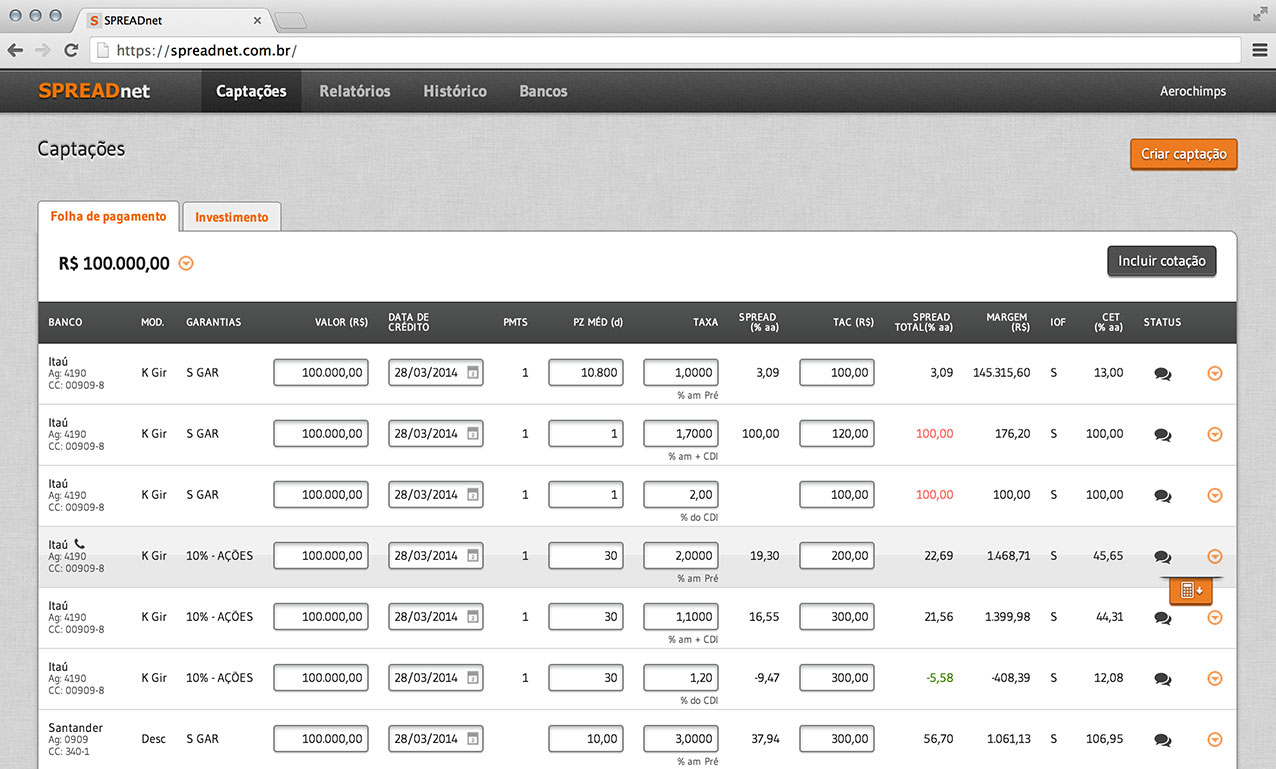 S SPREADnet
https://spreadnet.com.br/
SPREADnet Captações Relatórios Histórico Bancos Aerochimps
Captações
Criar captação
Folha de pagamento Investimento
R$ 100.000,00
Incluir cotação
BANCO MOD. GARANTIAS VALOR (R$) DATA DE CRÉDITO PMTS PZ MÉD (d) TAXA SPREAD (% aa) TAC (R$) SPREAD TOTAL(% aa) MARGEM (R$) IOF CET (% aa) STATUS
Itaú
Ag: 4190
CC: 00909-8
K Gir S GAR 100.000,00 28/03/2014 1 10.800 1,0000 3,09 100,00 3,09 145.315,60 S 13,00
% am Pré
Itaú
Ag: 4190
CC: 00909-8
K Gir S GAR 100.000,00 28/03/2014 1 1 1,7000 100,00 120,00 100,00 176,20 S 100,00
% am + CDI
Itaú
Ag: 4190
CC: 00909-8
K Gir S GAR 100.000,00 28/03/2014 1 1 2,00 100,00 100,00 100,00 S 100,00
% do CDI
Itaú
Ag: 4190
CC: 00909-8
K Gir 10% - AÇÕES 100.000,00 28/03/2014 1 30 2,0000 19,30 200,00 22,69 1.468,71 S 45,65
% am Pré
Itaú
Ag: 4190
CC: 00909-8
K Gir 10% - AÇÕES 100.000,00 28/03/2014 1 30 1,1000 16,55 300,00 21,56 1.399,98 S 44,31
% am + CDI
Itaú
Ag: 4190
CC: 00909-8
K Gir 10% - AÇÕES 100.000,00 28/03/2014 1 30 1,20 -9,47 300,00 -5,58 -408,39 S 12,08
% do CDI
Santander
Ag: 0909
CC: 340-1
Desc S GAR 100.000,00 28/03/2014 10,00 3,0000 37,94 300,00 56,70 1.061,13 S 106,95
% am Pré